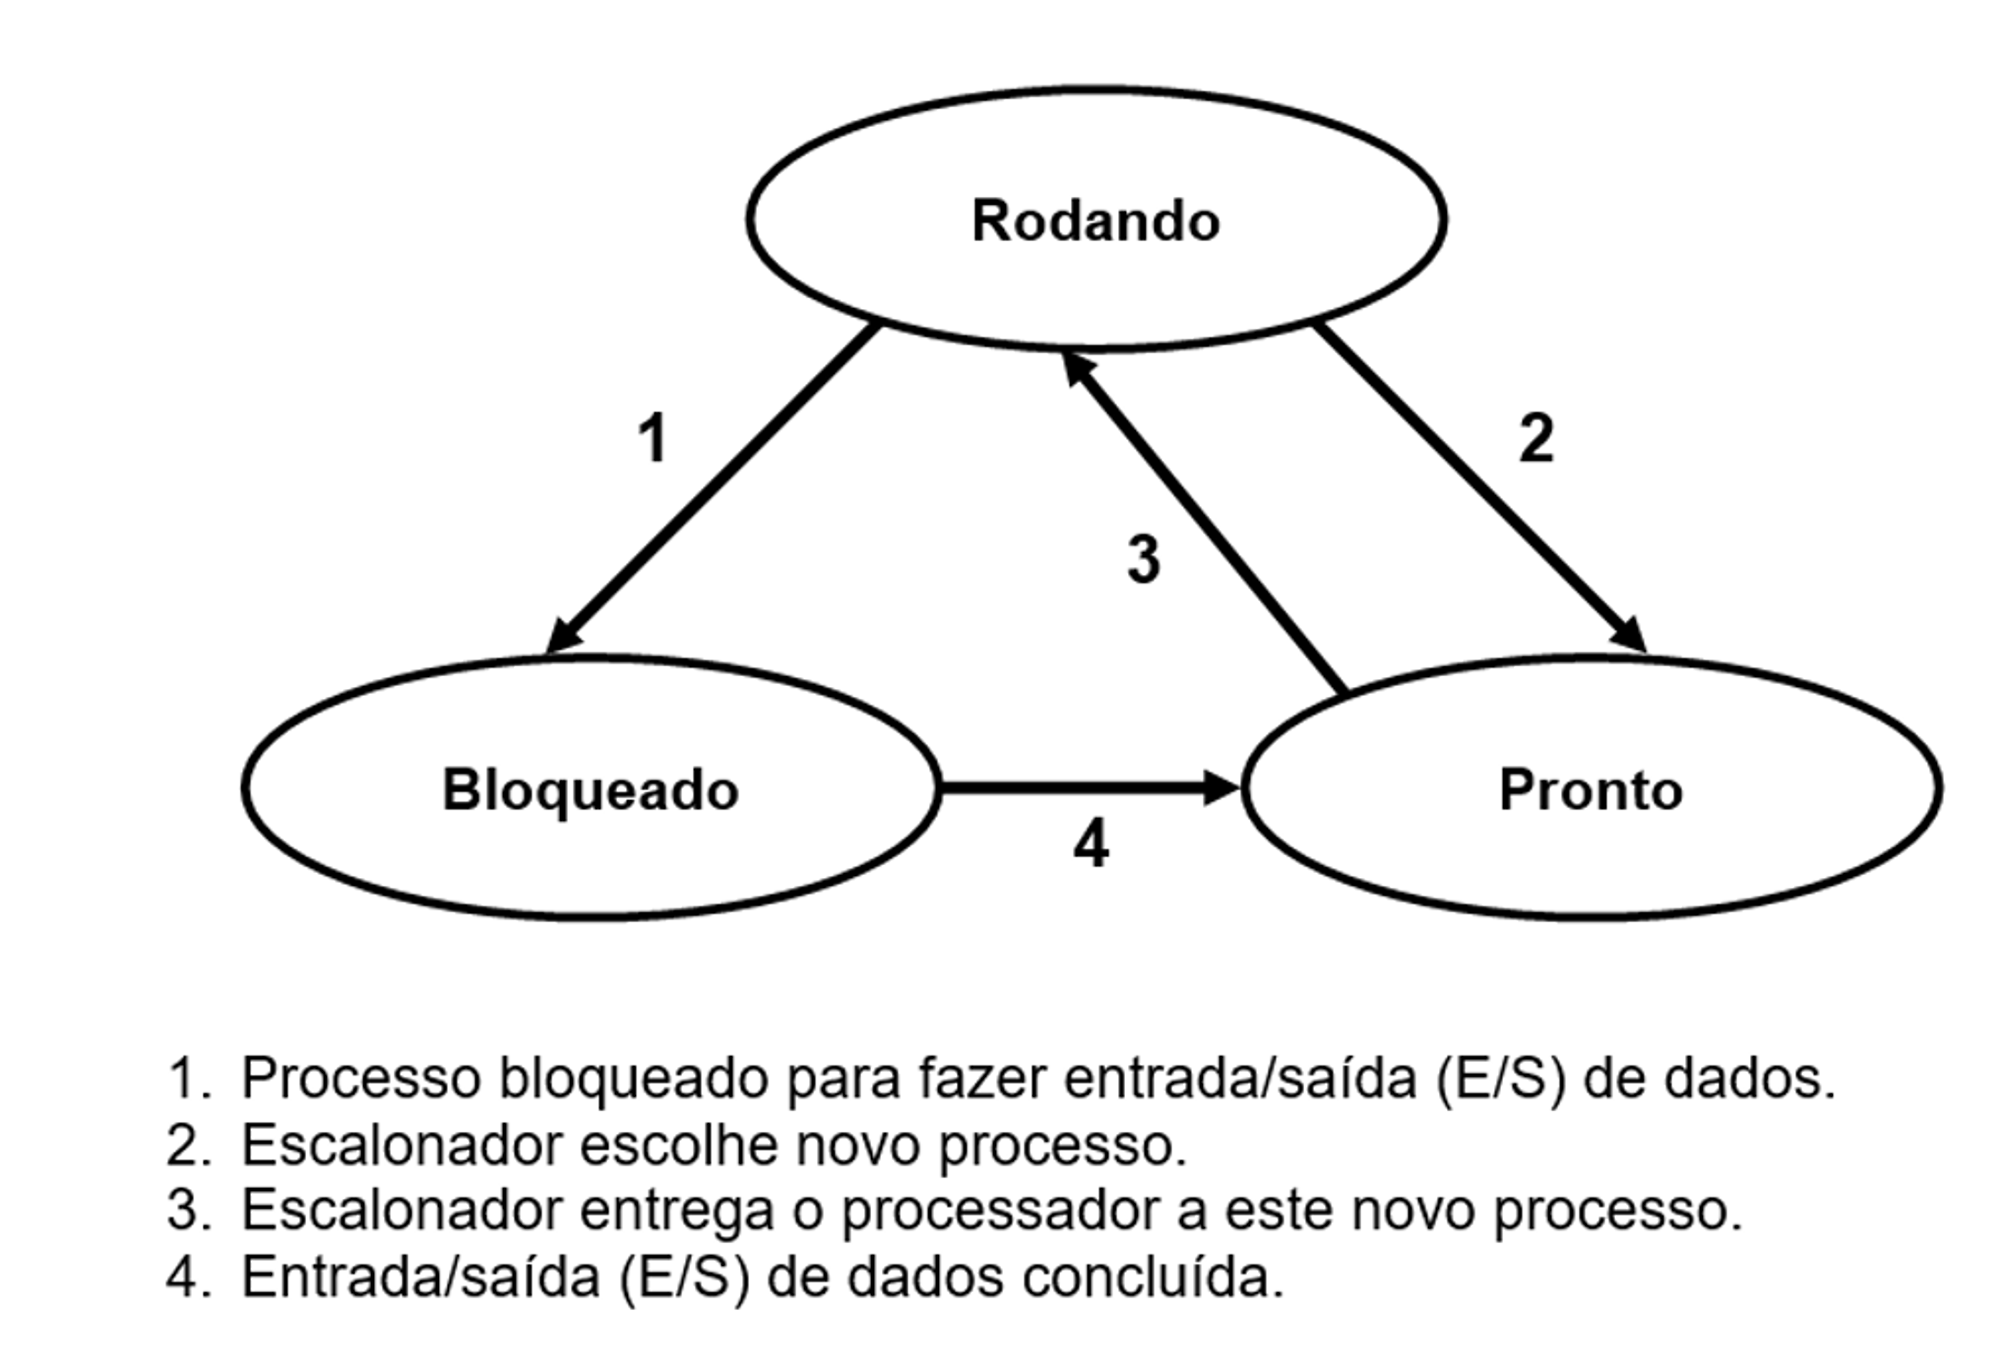 Rodando
1
2
3
Bloqueado
Pronto
4
1. Processo bloqueado para fazer entrada/saída (E/S) de dados.
2. Escalonador escolhe novo processo.
3. Escalonador entrega o processador a este novo processo.
4. Entrada/saída (E/S) de dados concluída.